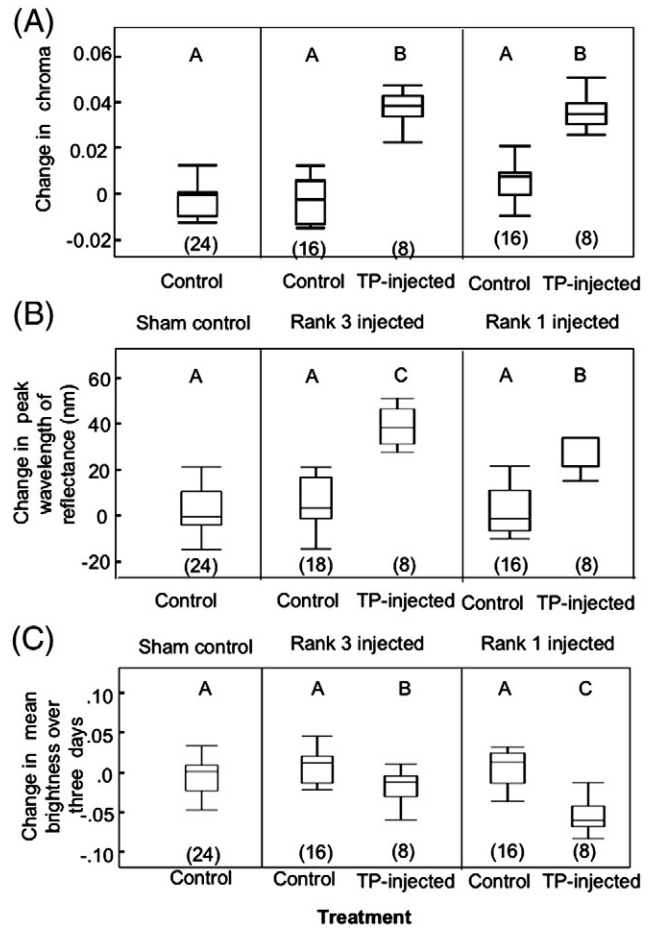 (A)
Change in chroma
0.06
0.04
0.02
0
-0.02
A
A
B
A
B
(24)
(16)
(8)
(16)
(8)
Control
Control
TP-injected
Control
TP-injected
Sham control
Rank 3 injected
Rank 1 injected
(B)
Change in peak
wavelength of
reflectance (nm)
60
40
20
0
-20
A
A
C
A
B
(24)
(18)
(8)
(16)
(8)
Control
Control
TP-injected
Control
TP-injected
Sham control
Rank 3 injected
Rank 1 injected
(C)
Change in mean
brightness over
three days
.10
.05
.0
-.05
-.10
A
A
B
A
C
(24)
(16)
(8)
(16)
(8)
Control
Control
TP-injected
Control
TP-injected
Treatment